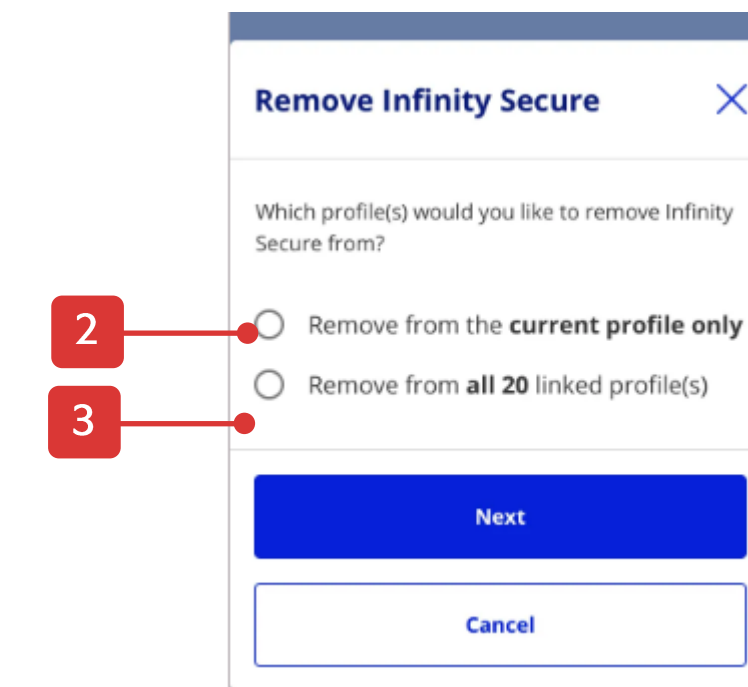 Remove Infinity Secure
Which profile(s) would you like to remove Infinity
Secure from?
2
Remove from the current profile only
Remove from all 20 linked profile(s)
3
Next
Cancel